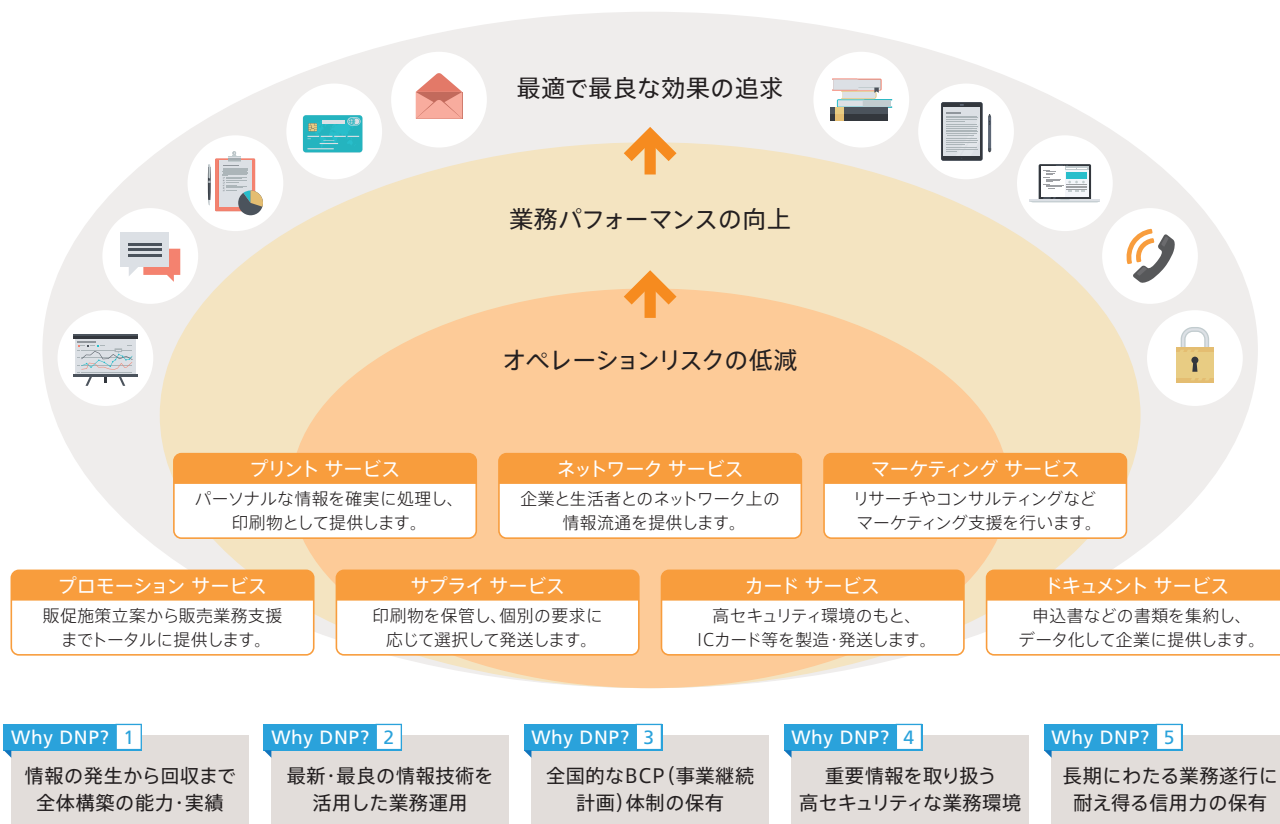 最適で最良な効果の追求
業務パフォーマンスの向上
オペレーションリスクの低減
プリント サービス
パーソナルな情報を確実に処理し、
印刷物として提供します。
ネットワーク サービス
企業と生活者とのネットワーク上の
情報流通を提供します。
マーケティング サービス
リサーチやコンサルティングなど
マーケティング支援を行います。
プロモーション サービス
販促施策立案から販売業務支援
までトータルに提供します。
サプライ サービス
印刷物を保管し、個別の要求に
応じて選択して発送します。
カード サービス
高セキュリティ環境のもと、
ICカード等を製造・発送します。
ドキュメント サービス
申込書などの書類を集約し、
データ化して企業に提供します。
Why DNP? 1
情報の発生から回収まで
全体構築の能力・実績
Why DNP? 2
最新・最良の情報技術を
活用した業務運用
Why DNP? 3
全国的なBCP(事業継続
計画)体制の保有
Why DNP? 4
重要情報を取り扱う
高セキュリティな業務環境
Why DNP? 5
長期にわたる業務遂行に
耐え得る信用力の保有